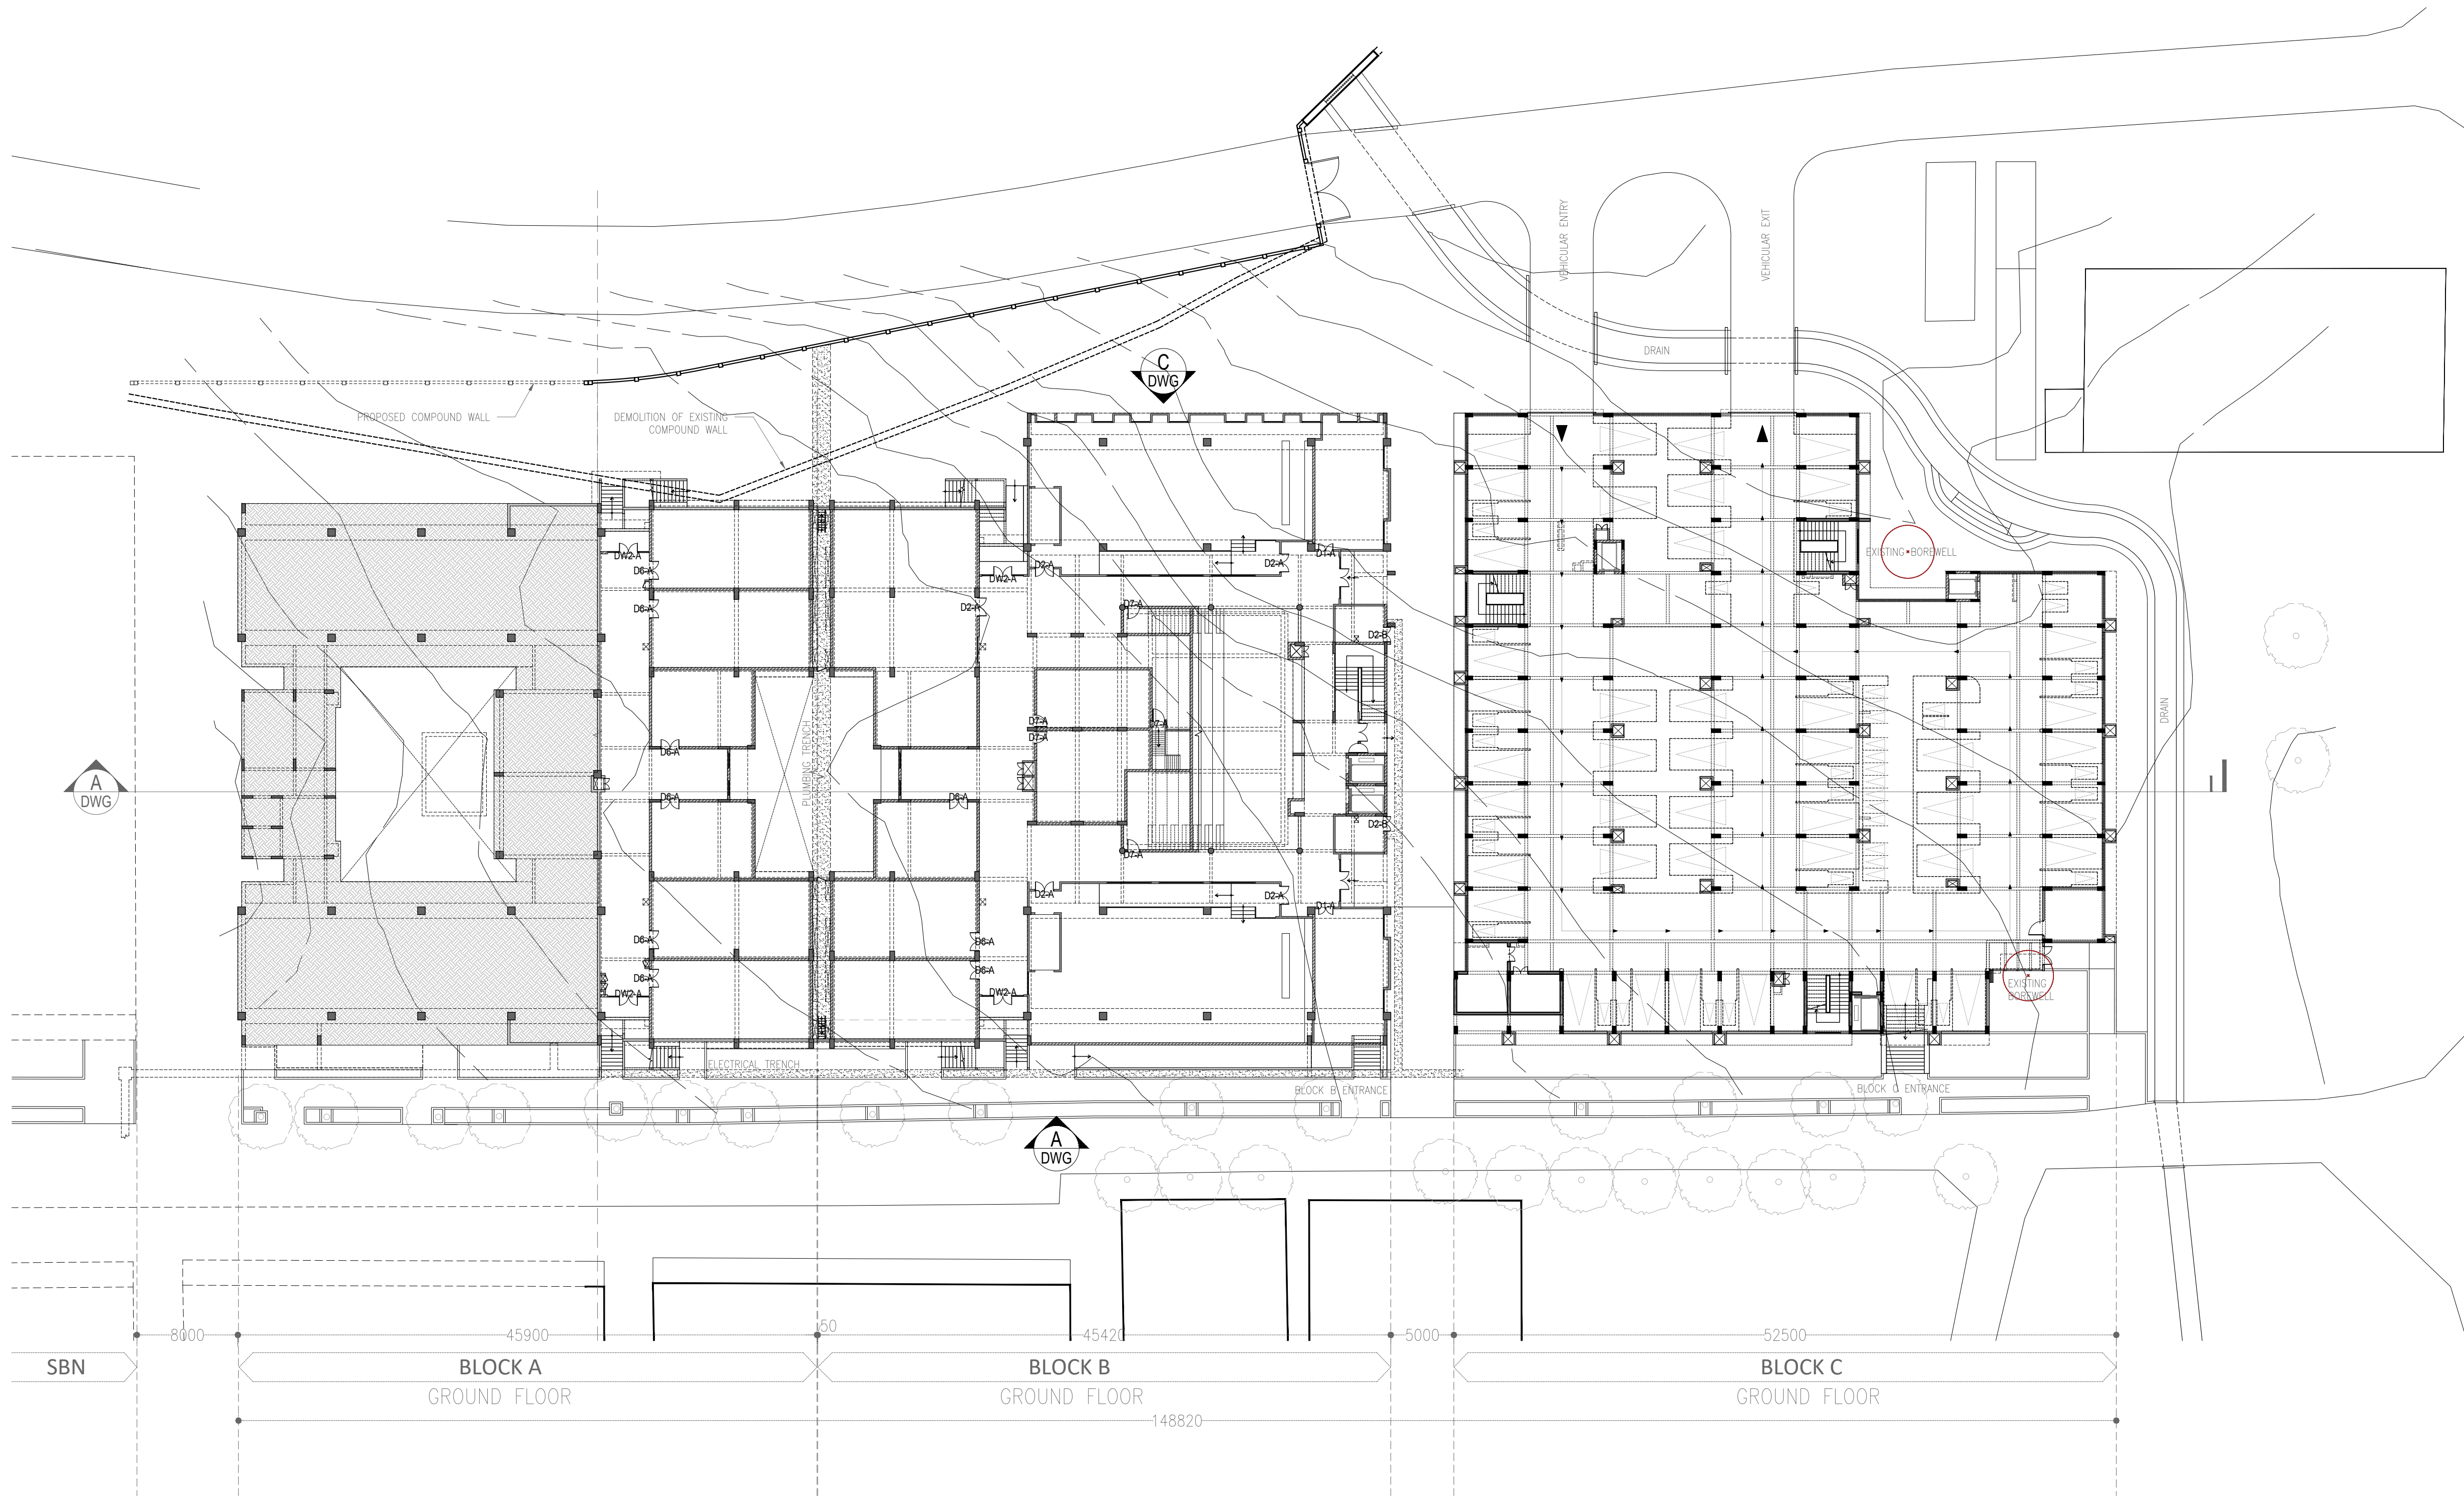 VEHICULAR ENTRY
VEHICULAR EXIT
DRAIN
C
DWG
PROPOSED COMPOUND WALL
DEMOLITION OF EXISTING
COMPOUND WALL
DW2-A
D6-A
D6-A
D2-A
DW2-A
D2-A
D2-A
D1-A
EXISTING BOREWELL
D7-A
D2-B
D7-A
D7-A
D7-A
D6-A
PLUMBING TRENCH
DRAIN
A
DWG
D6-A
D6-A
D2-B
D7-A
D2-A
D2-A
D1-A
D6-A
D6-A
D6-A
D6-A
DW2-A
DW2-A
EXISTING
BOREWELL
ELECTRICAL TRENCH
BLOCK B ENTRANCE
BLOCK C ENTRANCE
A
DWG
8000
45900
50
45420
5000
52500
SBN
BLOCK A
BLOCK B
BLOCK C
GROUND FLOOR
GROUND FLOOR
GROUND FLOOR
148820